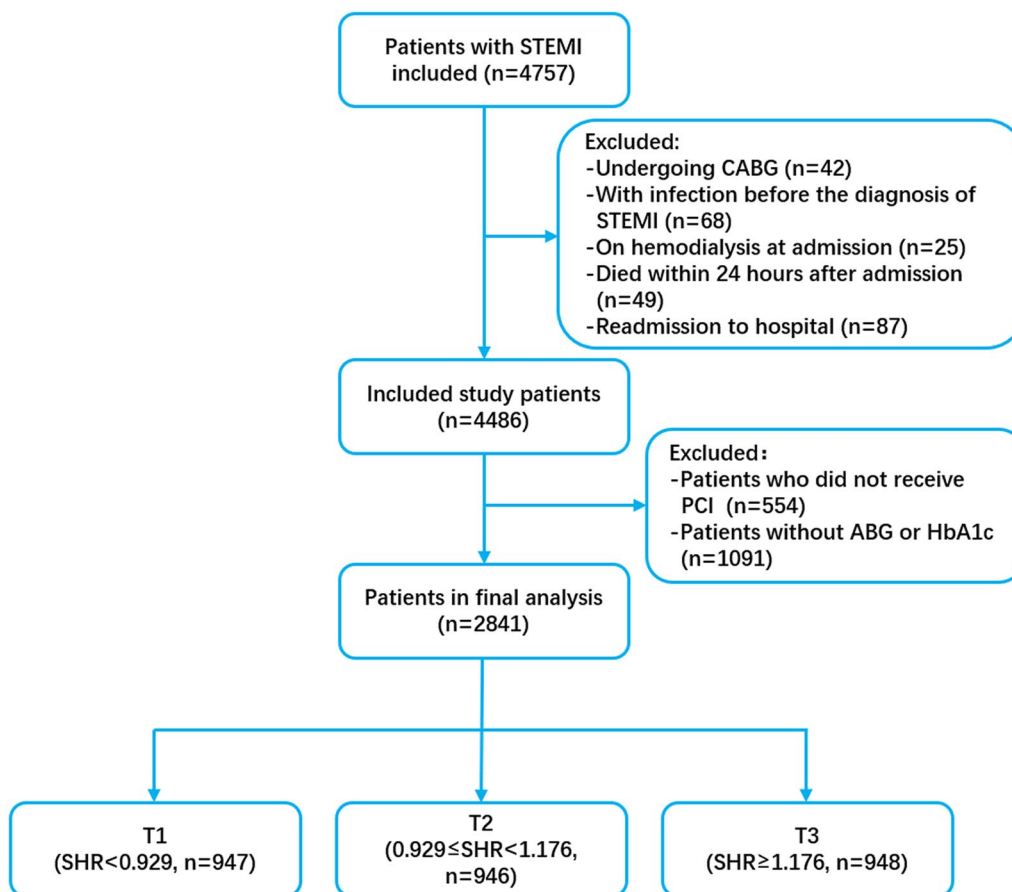 Patients with STEMI
included (n=4757)
Excluded:
-Undergoing CABG (n=42)
-With infection before the diagnosis of
STEMI (n=68)
-On hemodialysis at admission (n=25)
-Died within 24 hours after admission
(n=49)
-Readmission to hospital (n=87)
Included study patients
(n=4486)
Excluded：
-Patients who did not receive
PCI (n=554)
-Patients without ABG or HbA1c
(n=1091)
Patients in final analysis
(n=2841)
T1
(SHR<0.929, n=947)
T2
(0.929≤SHR<1.176,
n=946)
T3
(SHR≥1.176, n=948)